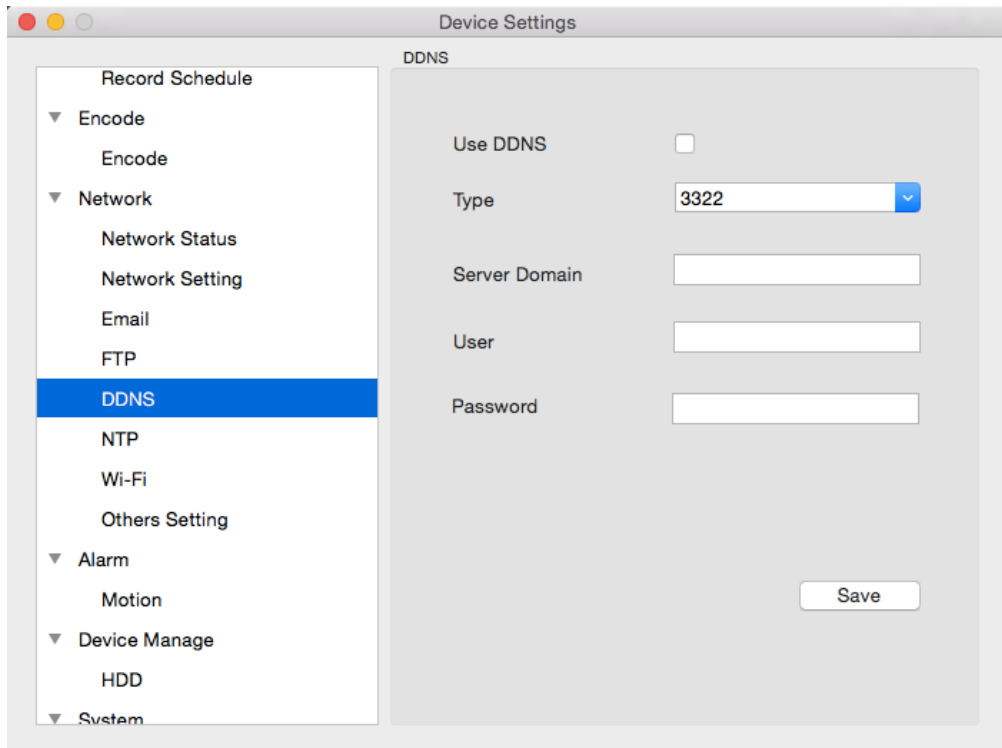 Device Settings
DDNS
Record Schedule
Encode
Encode
Network
Network Status
Network Setting
Email
FTP
DDNS
NTP
Wi-Fi
Others Setting
Alarm
Motion
Device Manage
HDD
System
Use DDNS
Type 3322
Server Domain
User
Password
Save